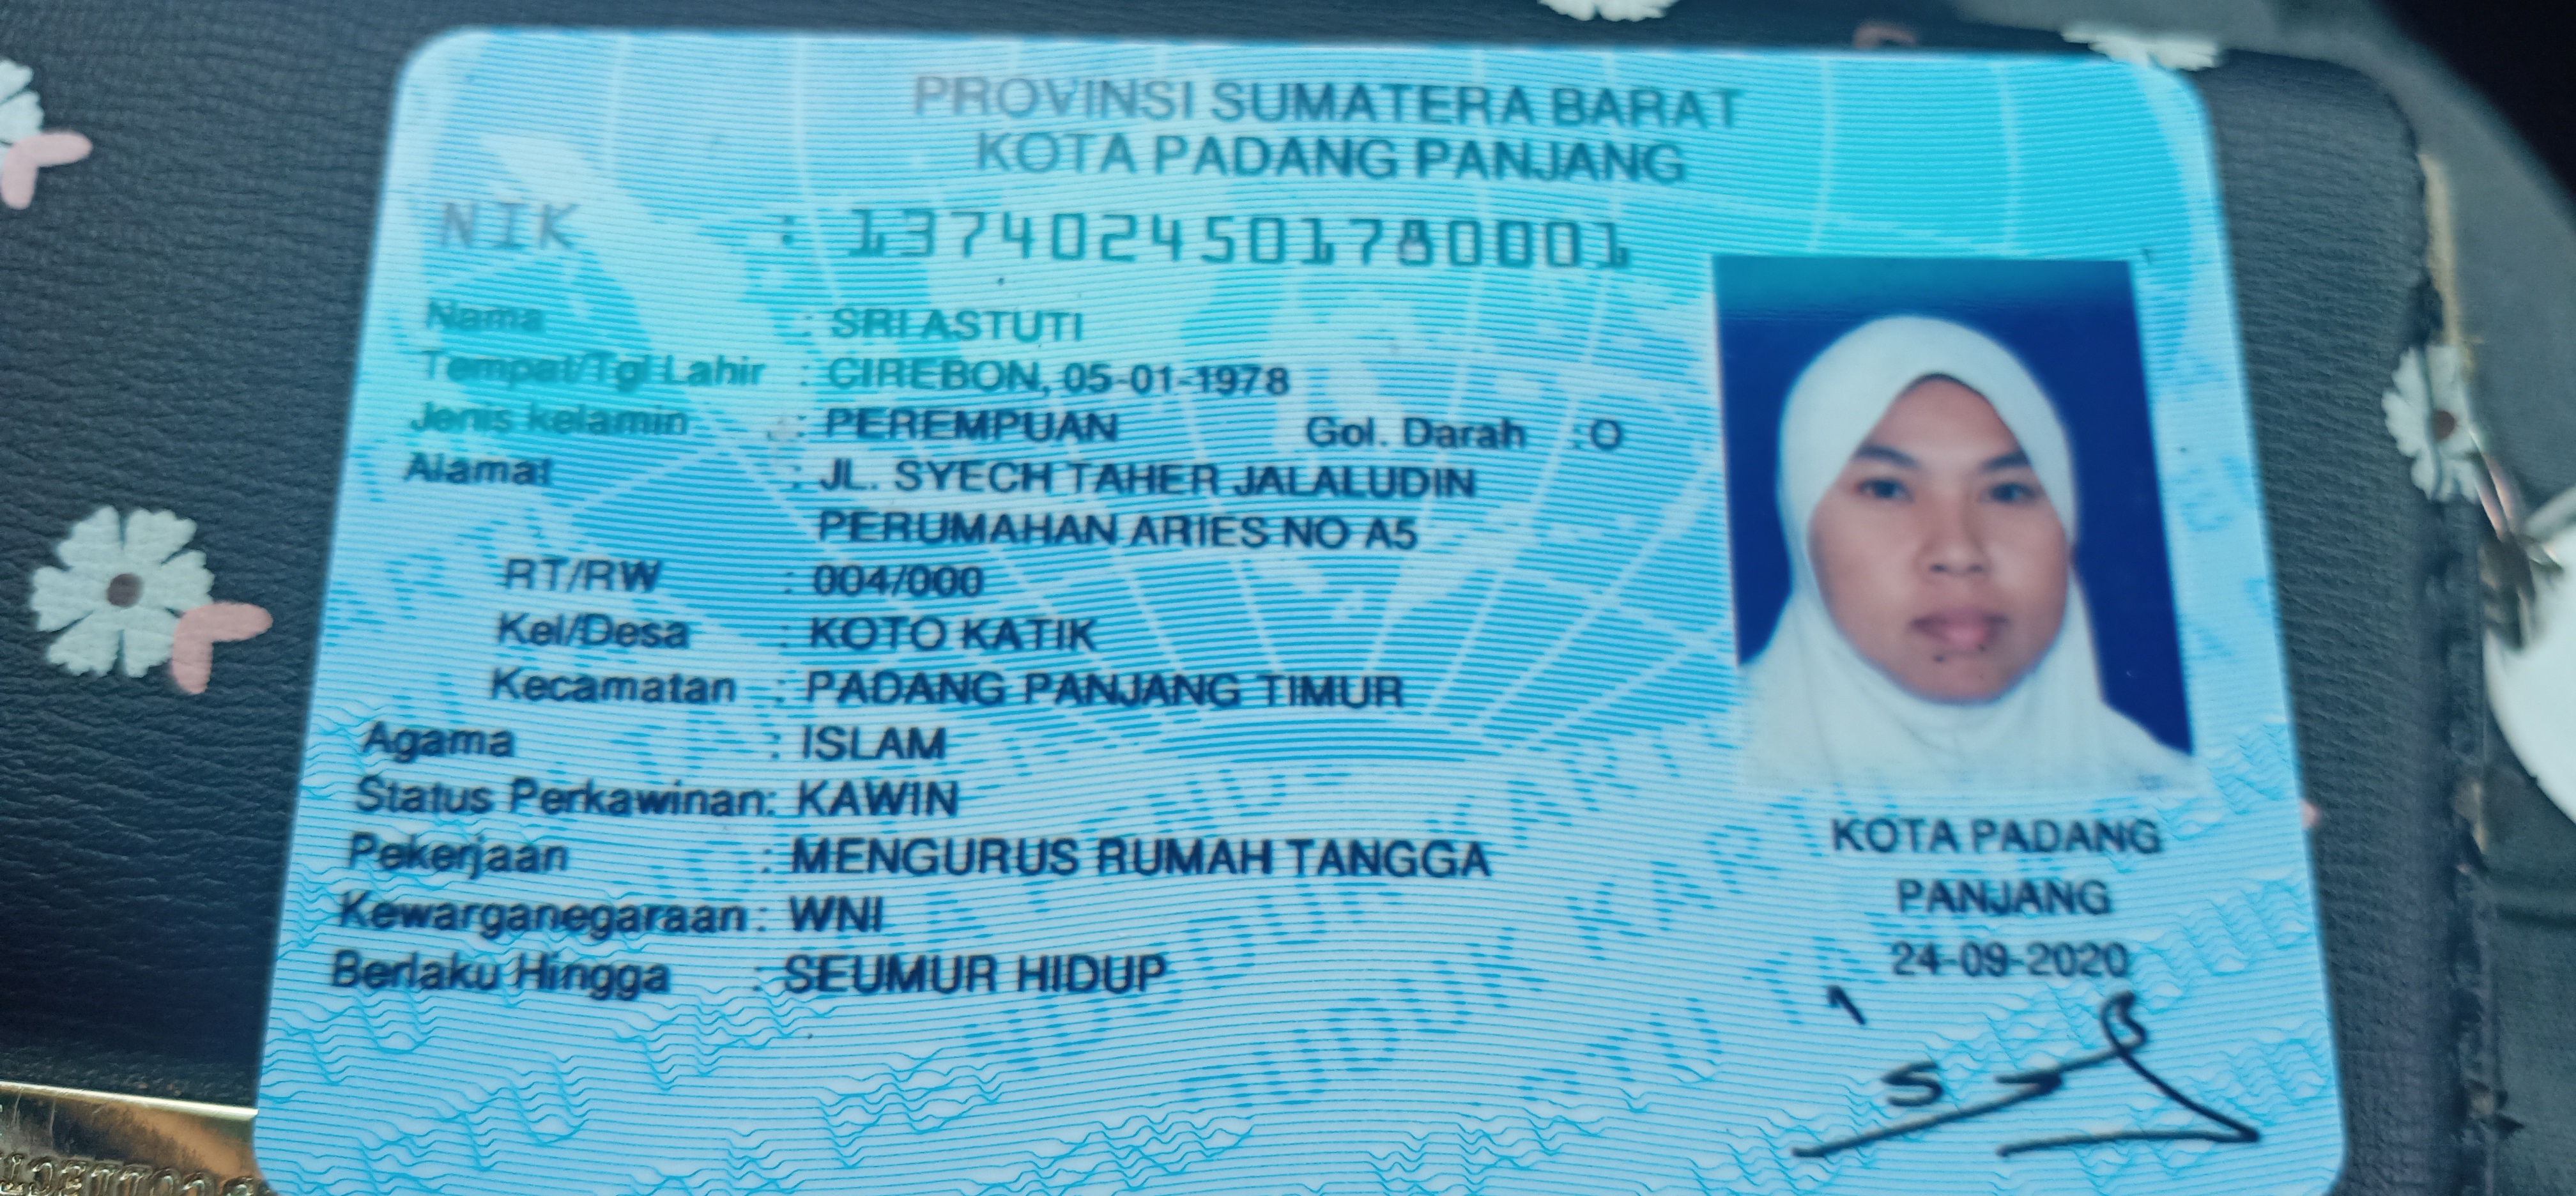 PROVINSI SUMATERA BARAT
KOTA PADANG PANJANG
NIK : 1374024501780001
Nama : SRI ASTUTI
Tempat/Tgl Lahir : CIREBON, 05-01-1978
Jenis kelamin : PEREMPUAN Gol. Darah : O
Alamat : JL. SYECH TAHER JALALUDIN
PERUMAHAN ARIES NO A5
RT/RW : 004/000
Kel/Desa : KOTO KATIK
Kecamatan : PADANG PANJANG TIMUR
Agama : ISLAM
Status Perkawinan: KAWIN
Pekerjaan : MENGURUS RUMAH TANGGA
Kewarganegaraan: WNI
Berlaku Hingga : SEUMUR HIDUP
KOTA PADANG
PANJANG
24-09-2020